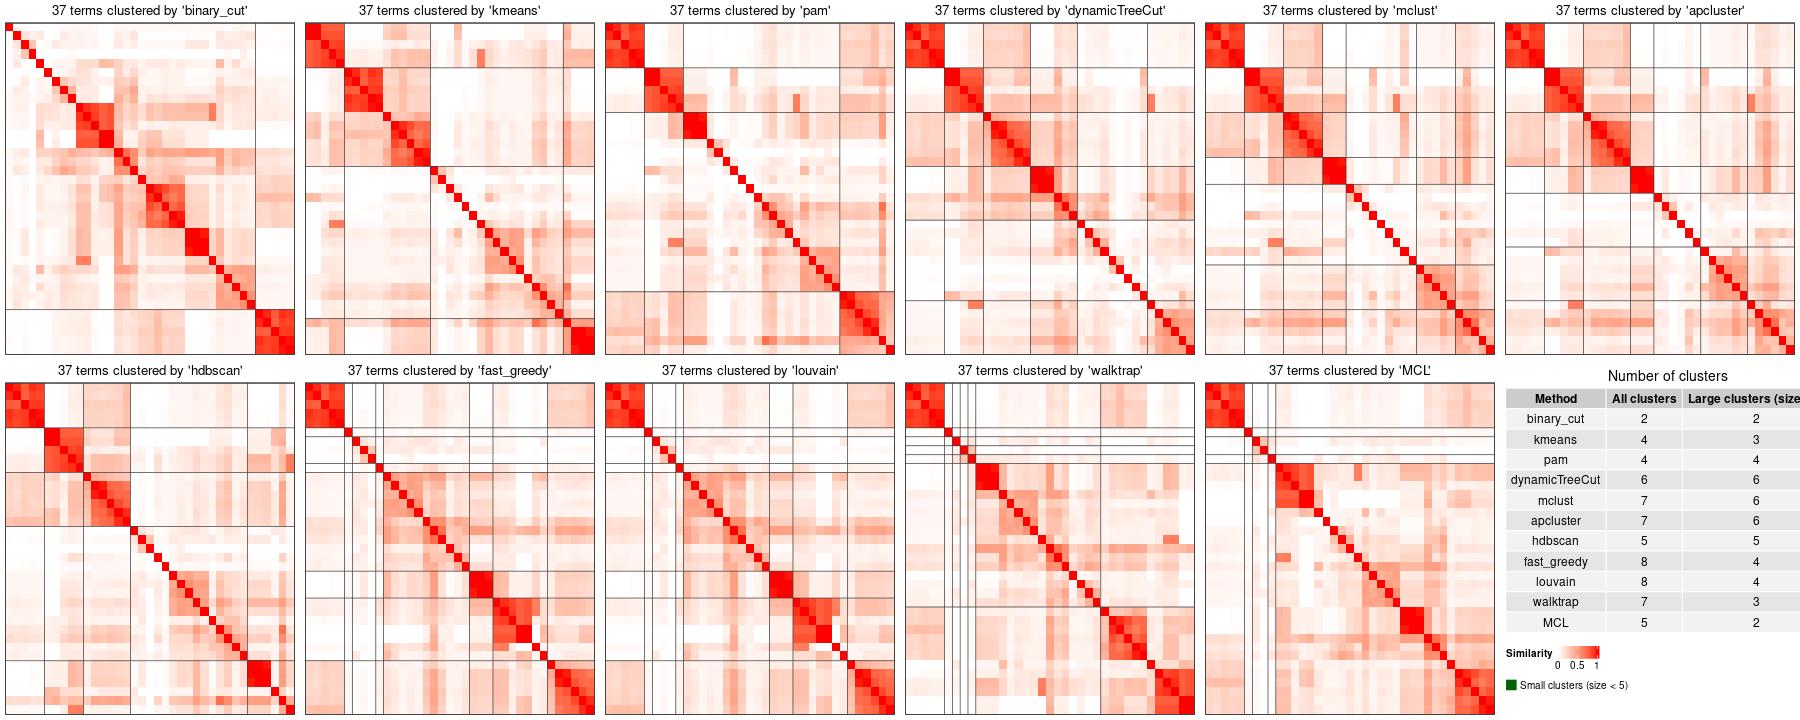 37 terms clustered by 'binary_cut'
37 terms clustered by 'kmeans'
37 terms clustered by 'pam'
37 terms clustered by 'dynamicTreeCut'
37 terms clustered by 'mclust'
37 terms clustered by 'apcluster'
37 terms clustered by 'hdbscan'
37 terms clustered by 'fast_greedy'
37 terms clustered by 'louvain'
37 terms clustered by 'walktrap'
37 terms clustered by 'MCL'
Number of clusters
Method All clusters Large clusters (size
binary_cut 2 2
kmeans 4 3
pam 4 4
dynamicTreeCut 6 6
mclust 7 6
apcluster 7 6
hdbscan 5 5
fast_greedy 8 4
louvain 8 4
walktrap 7 3
MCL 5 2
Similarity
0 0.5 1
Small clusters (size < 5)